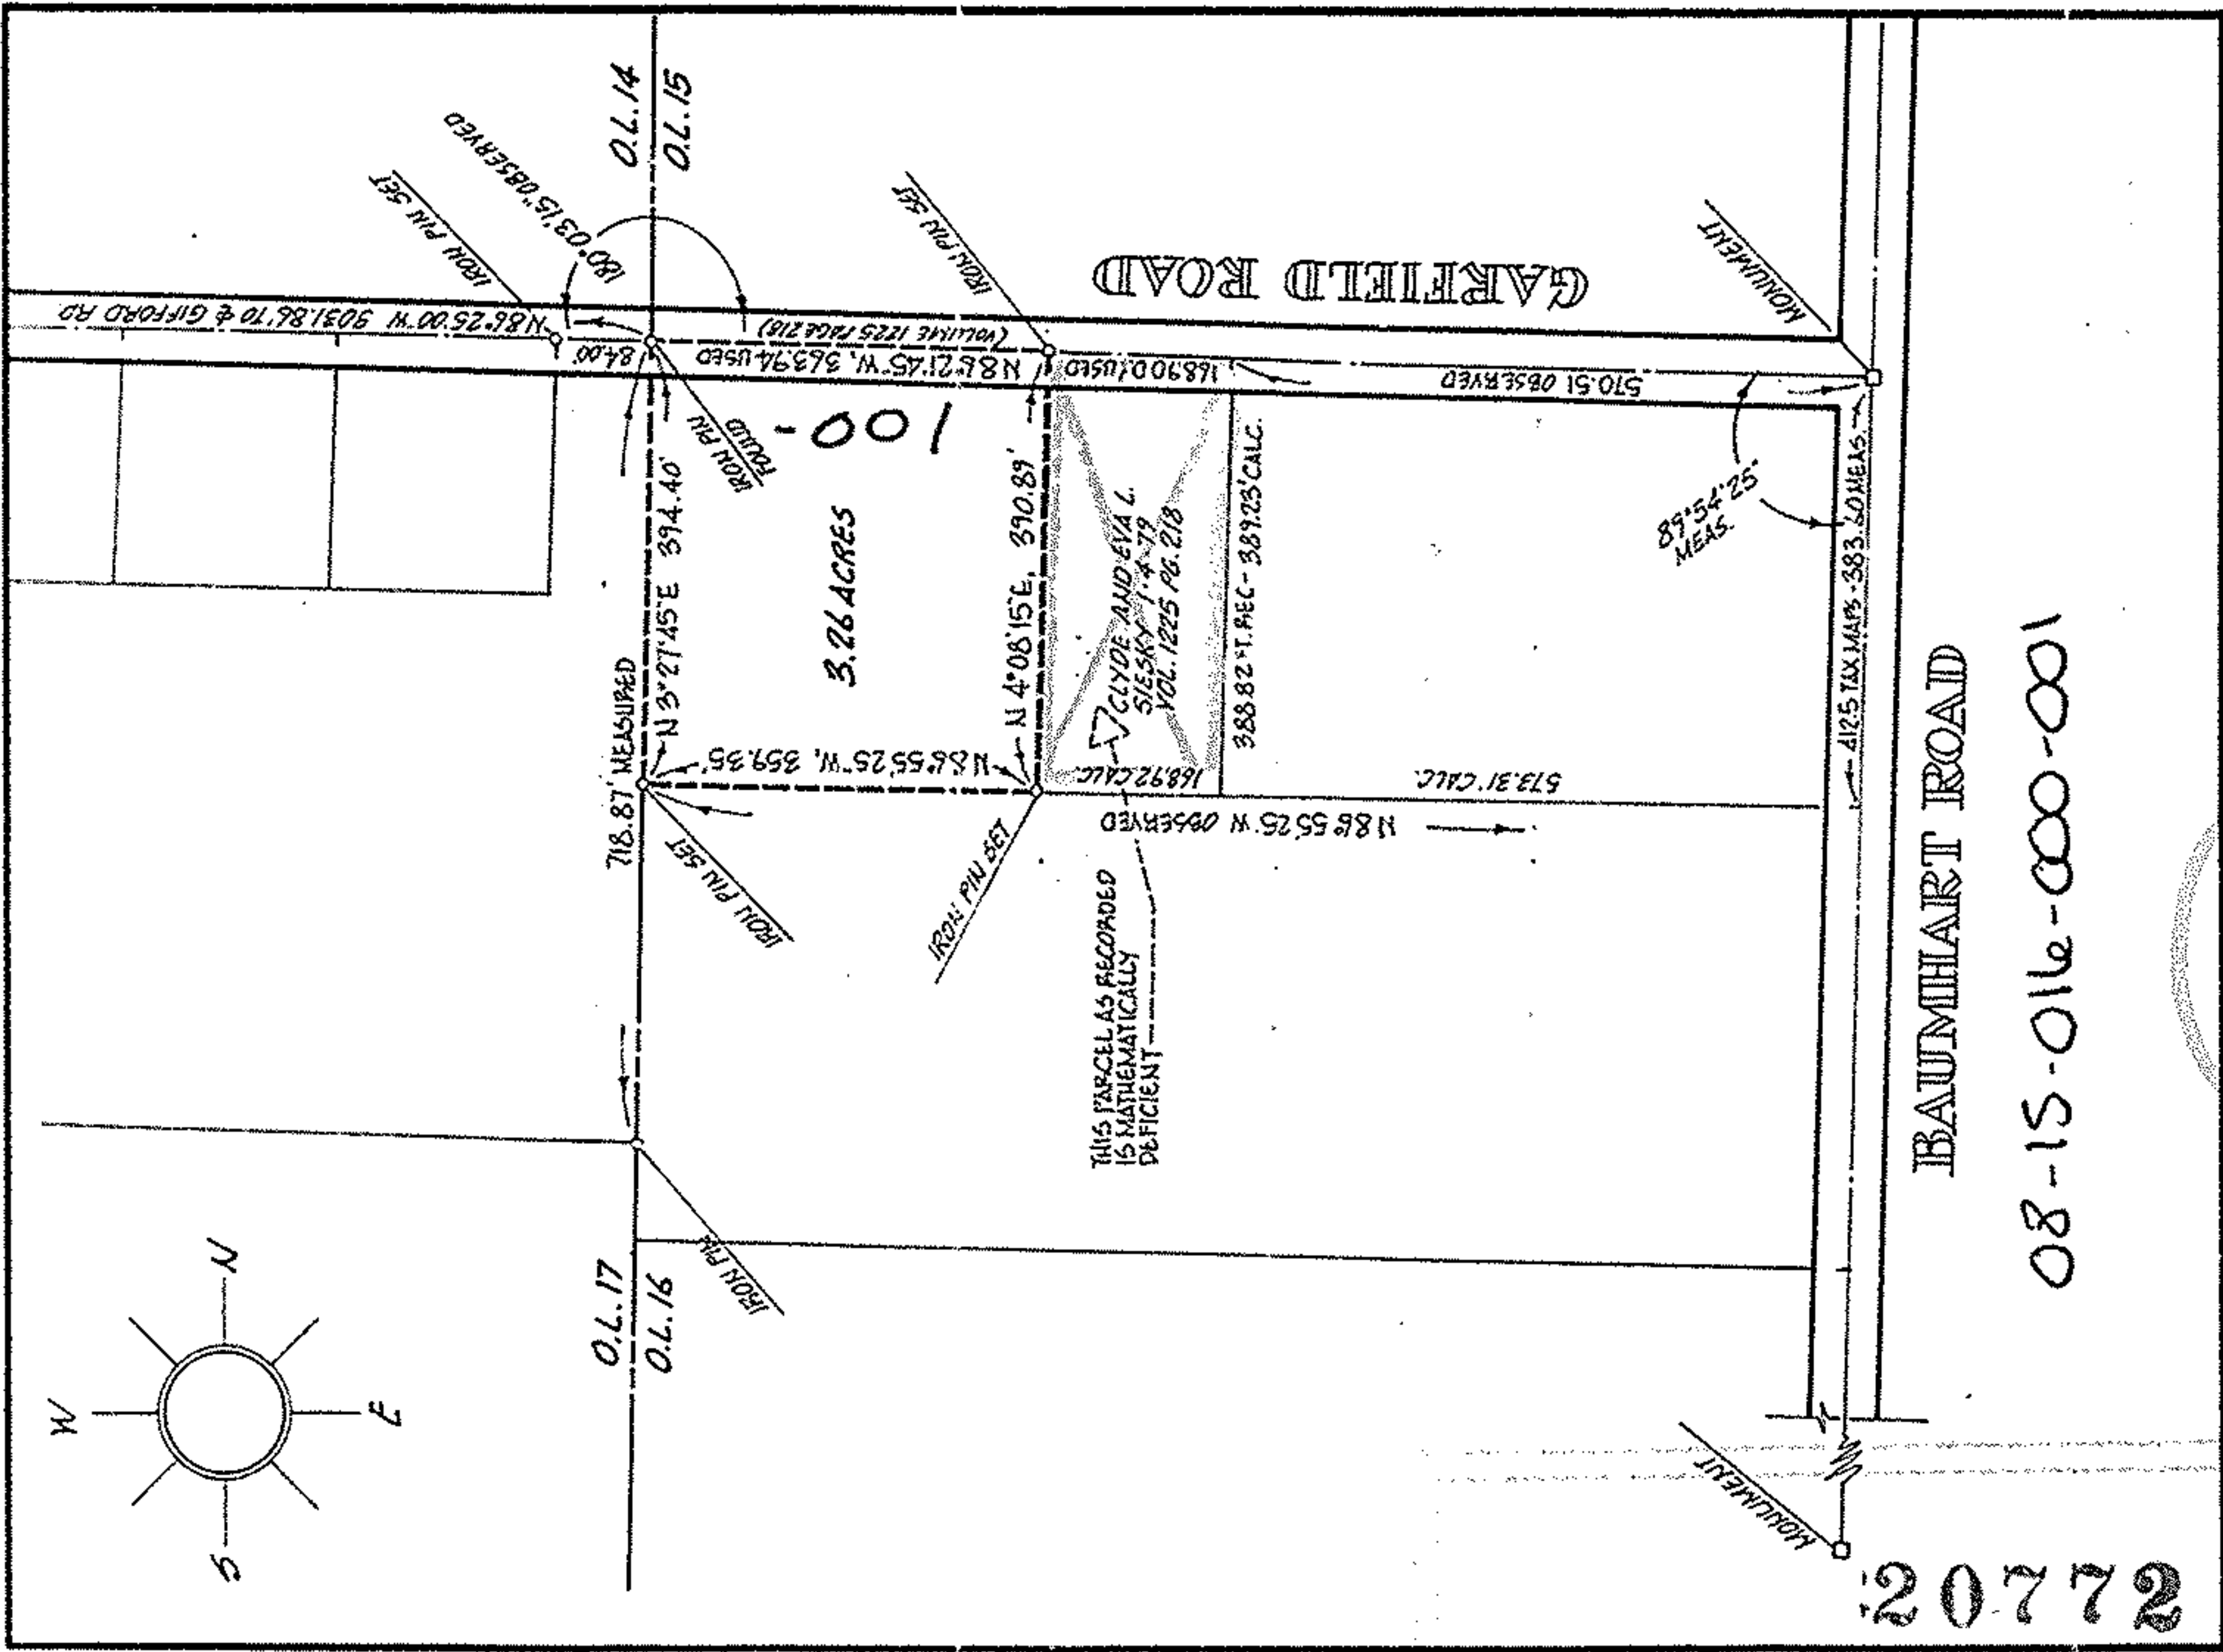 O.L. 14
O.L. 15
180°03'15" OBSERVED
IRON PIN SET
N 86°25'00" W 3031.86' TO ℄ GIFFORD RD.
84.00
IRON PIN
FOUND
(VOLUME 1225 PAGE 218)
N 86°21'45" W, 363.94 USED
IRON PIN SET
GARFIELD ROAD
168.90 D/USED
570.51 OBSERVED
MONUMENT
-001
3.26 ACRES
718.87' MEASURED
N 3°27'45" E 394.40'
N 86°55'25" W, 359.35'
N 4°08'15" E, 390.89'
CLYDE AND EVA L.
SIESKY 1-4-79
VOL. 1225 PG. 218
388.82' T. REC - 389.23' CALC.
168.92 CALC.
573.31' CALC.
N 86°55'25" W OBSERVED
89°54'25"
MEAS.
412.5 TAX MAPS - 383.60 MEAS.
IRON PIN SET
IRON PIN SET
THIS PARCEL AS RECORDED
IS MATHEMATICALLY
DEFICIENT
IRON PIN
O.L. 17
O.L. 16
N
W
E
S
MONUMENT
BAUMHART ROAD
08-15-016-000-001
20772